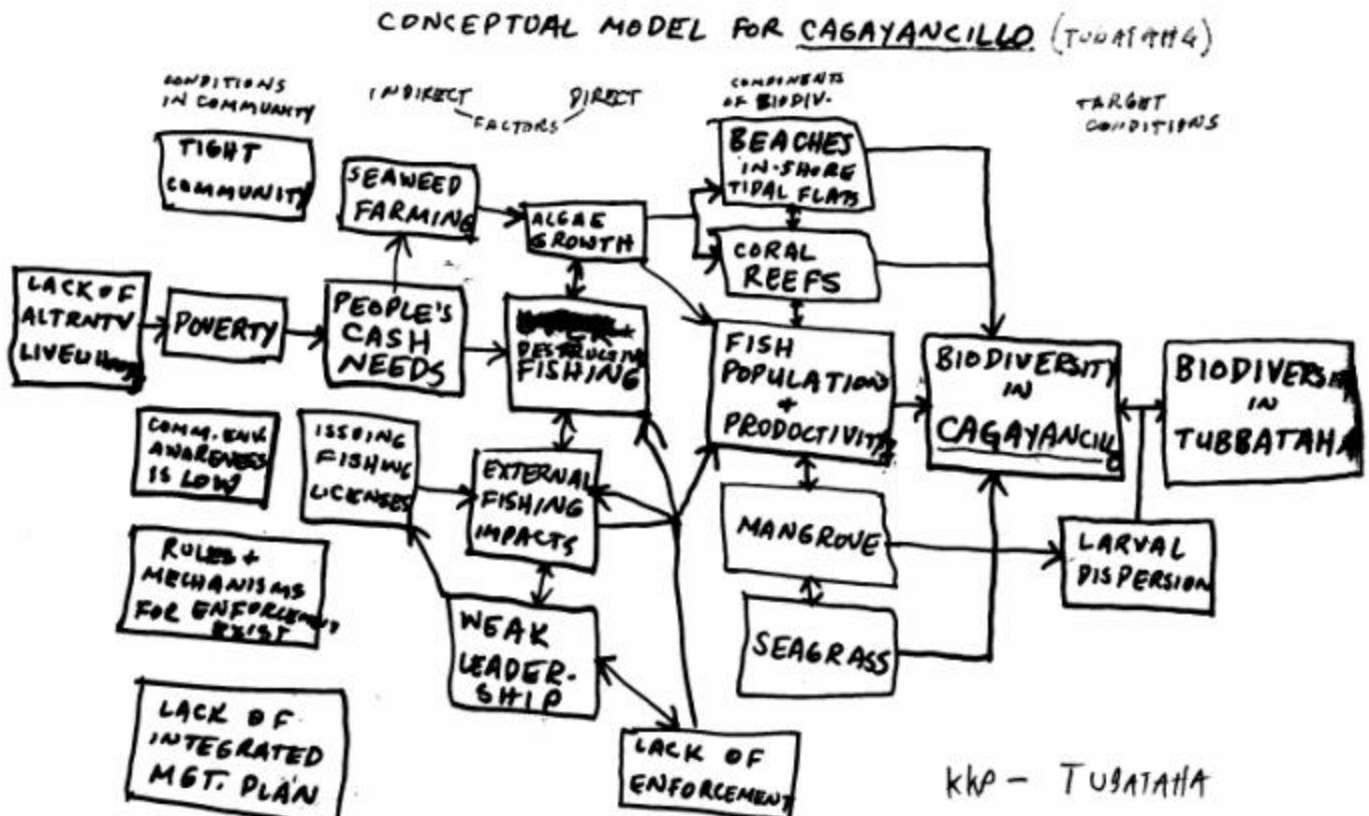 CONCEPTUAL MODEL FOR CAGAYANCILLO (TUBATAHA)
CONDITIONS
IN COMMUNITY
INDIRECT
DIRECT
FACTORS
COMPONENTS
OF BIODIV.
TARGET
CONDITIONS
TIGHT
COMMUNITY
SEAWEED
FARMING
ALGAE
GROWTH
BEACHES
IN-SHORE
TIDAL FLATS
CORAL
REEFS
LACK OF
ALTRNTV
LIVELIHOOD
POVERTY
PEOPLE'S
CASH
NEEDS
DESTRUCTIVE
FISHING
FISH
POPULATION
+
PRODUCTIVITY
BIODIVERSITY
IN
CAGAYANCILLO
BIODIVERSITY
IN
TUBBATAHA
COMM. ENV.
AWARENESS
IS LOW
ISSUING
FISHING
LICENSES
EXTERNAL
FISHING
IMPACTS
MANGROVE
LARVAL
DISPERSION
RULES +
MECHANISMS
FOR ENFORCEMENT
EXIST
WEAK
LEADER-
SHIP
SEAGRASS
LACK OF
INTEGRATED
MGT. PLAN
LACK OF
ENFORCEMENT
KKP - TUBATAHA